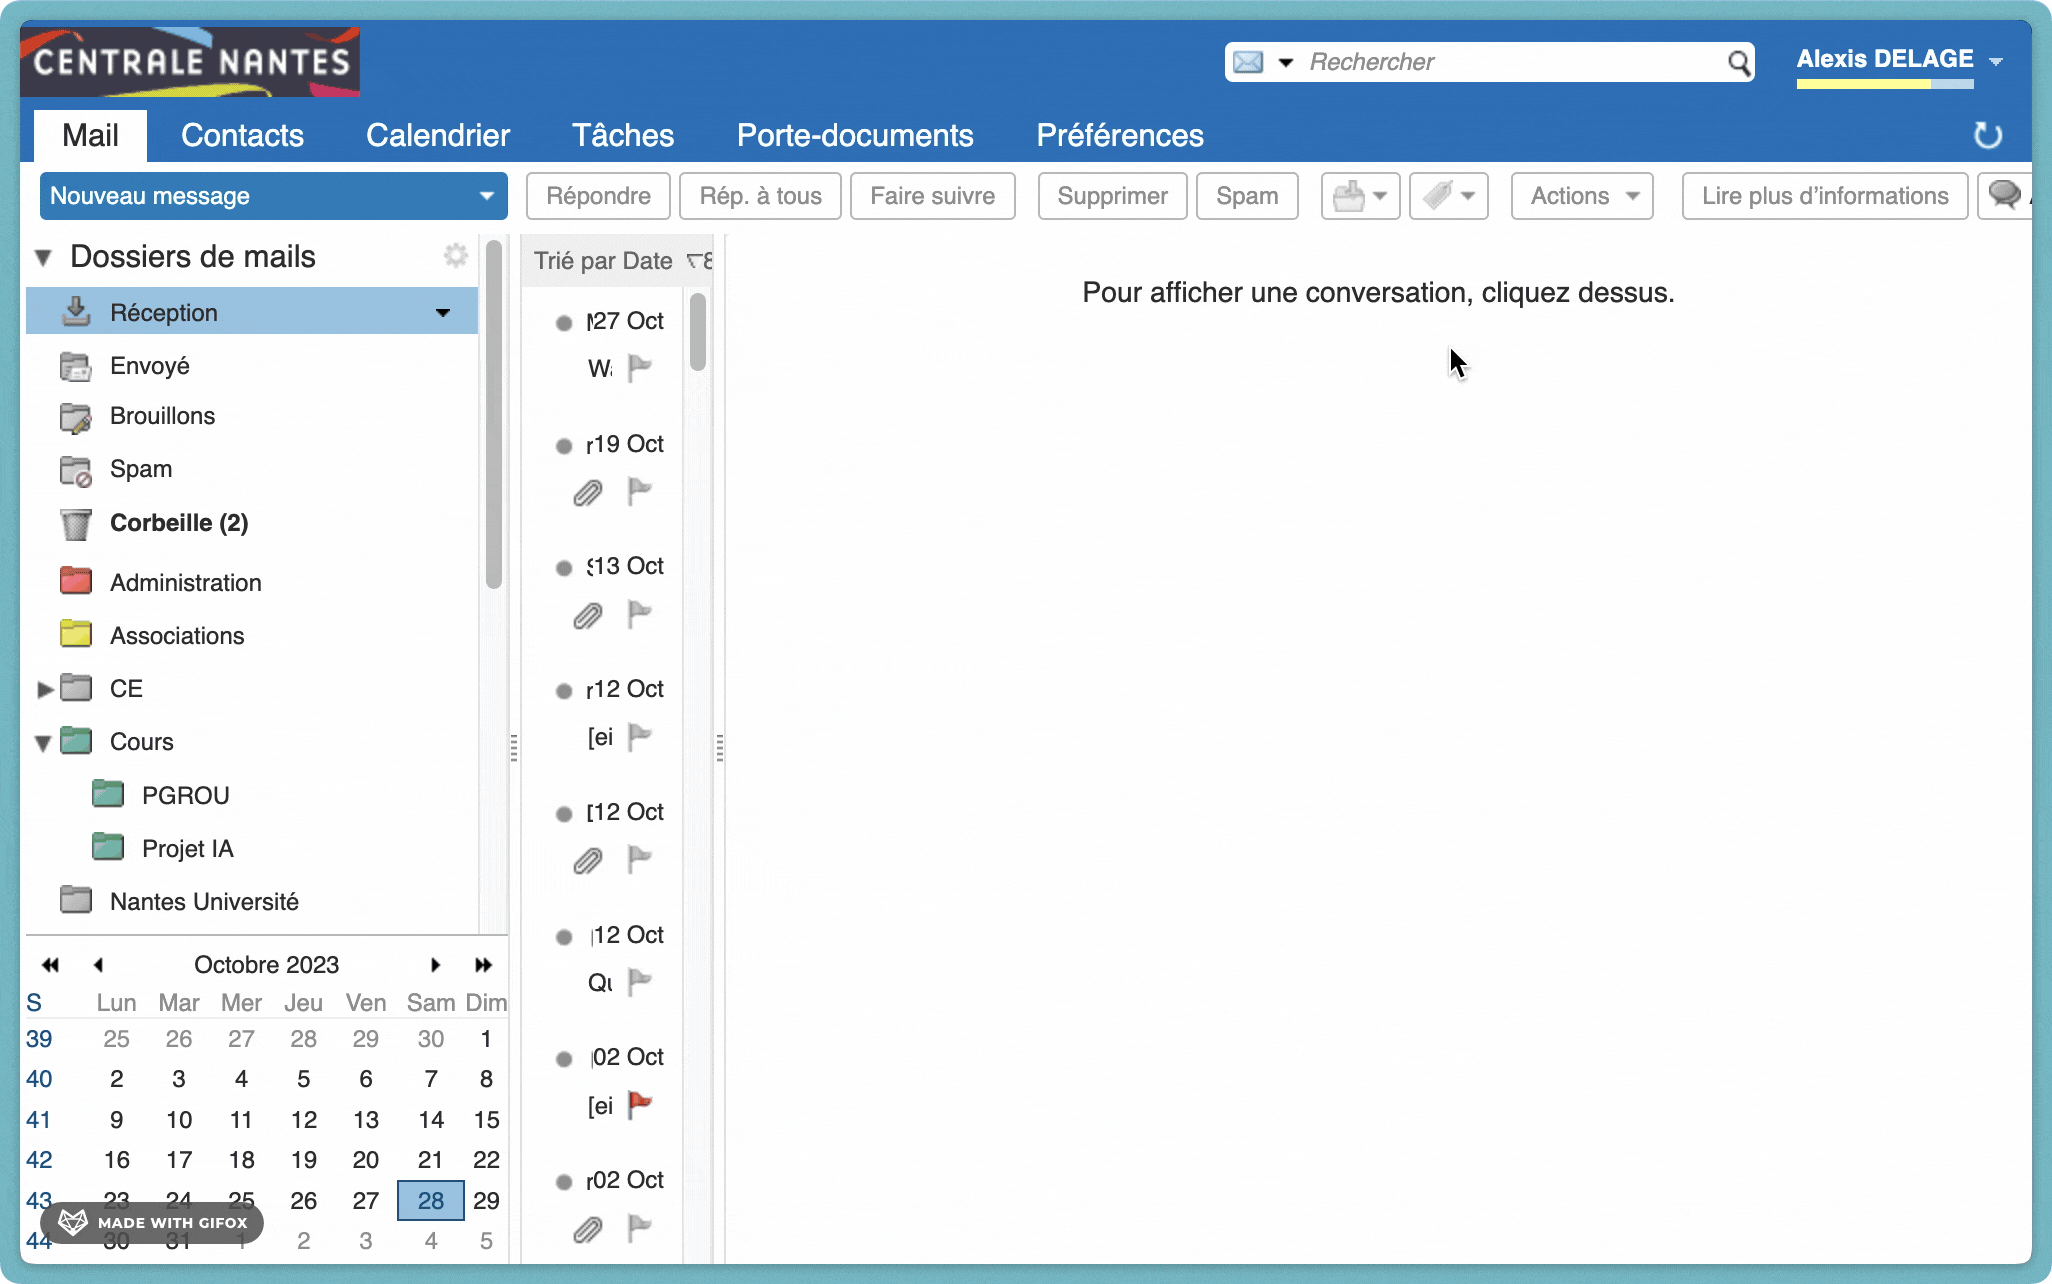 CENTRALE NANTES
Rechercher
Alexis DELAGE
Mail Contacts Calendrier Tâches Porte-documents Préférences
Nouveau message Répondre Rép. à tous Faire suivre Supprimer Spam Actions Lire plus d’informations
Dossiers de mails
Réception
Envoyé
Brouillons
Spam
Corbeille (2)
Administration
Associations
CE
Cours
PGROU
Projet IA
Nantes Université
Octobre 2023
S Lun Mar Mer Jeu Ven Sam Dim
39 25 26 27 28 29 30 1
40 2 3 4 5 6 7 8
41 9 10 11 12 13 14 15
42 16 17 18 19 20 21 22
43 23 24 25 26 27 28 29
44 30 31 1 2 3 4 5
MADE WITH GIFOX
Trié par Date
27 Oct
19 Oct
13 Oct
12 Oct
[ei
[12 Oct
12 Oct
02 Oct
[ei
02 Oct
Pour afficher une conversation, cliquez dessus.